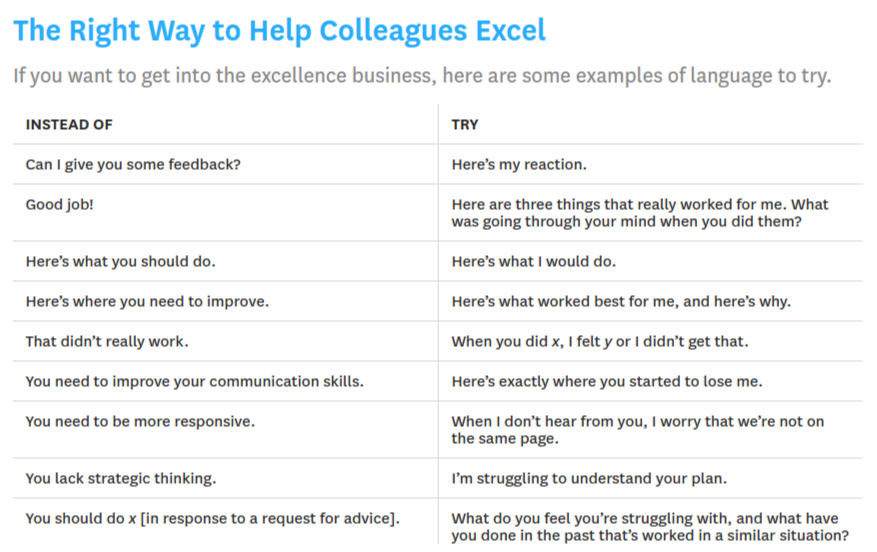 The Right Way to Help Colleagues Excel
If you want to get into the excellence business, here are some examples of language to try.
INSTEAD OF
TRY
Can I give you some feedback?
Here’s my reaction.
Good job!
Here are three things that really worked for me. What
was going through your mind when you did them?
Here’s what you should do.
Here’s what I would do.
Here’s where you need to improve.
Here’s what worked best for me, and here’s why.
That didn’t really work.
When you did x, I felt y or I didn’t get that.
You need to improve your communication skills.
Here’s exactly where you started to lose me.
You need to be more responsive.
When I don’t hear from you, I worry that we’re not on
the same page.
You lack strategic thinking.
I’m struggling to understand your plan.
You should do x [in response to a request for advice].
What do you feel you’re struggling with, and what have
you done in the past that’s worked in a similar situation?